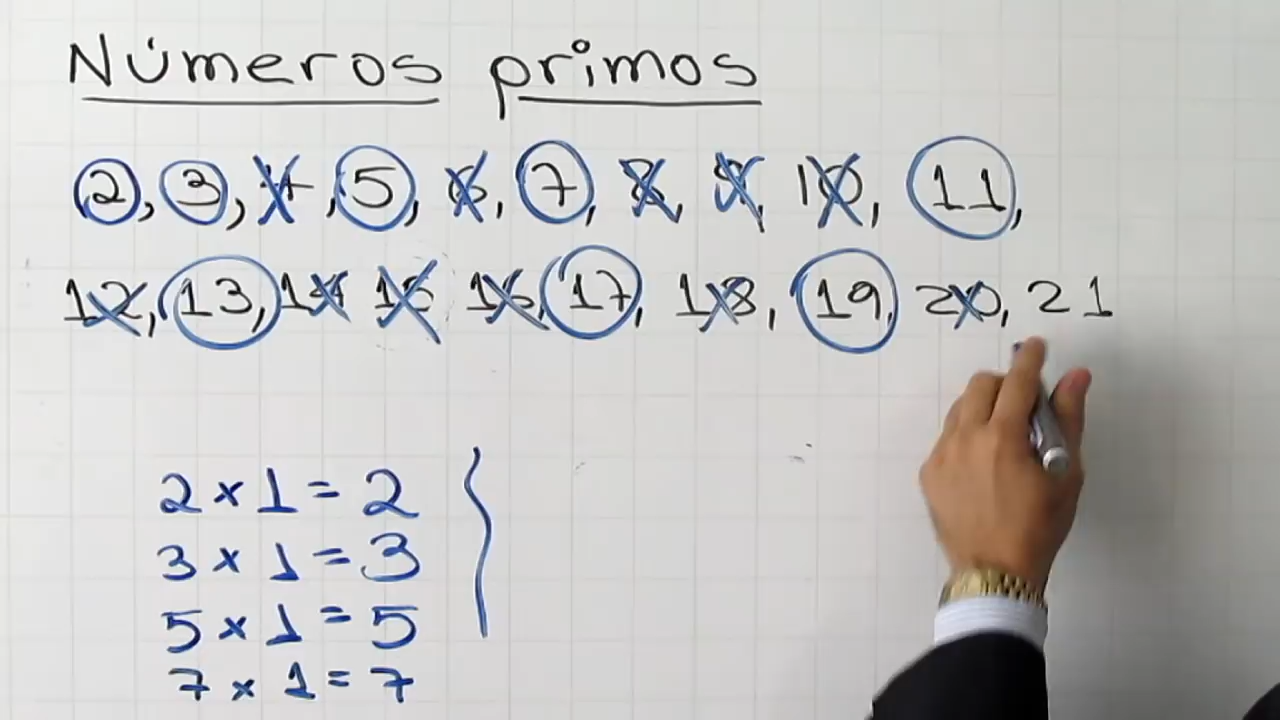 Números primos
2, 3, 4, 5, 6, 7, 8, 9, 10, 11,
12, 13, 14 15 16, 17, 18, 19, 20, 21
2 x 1 = 2
3 x 1 = 3
5 x 1 = 5
7 x 1 = 7